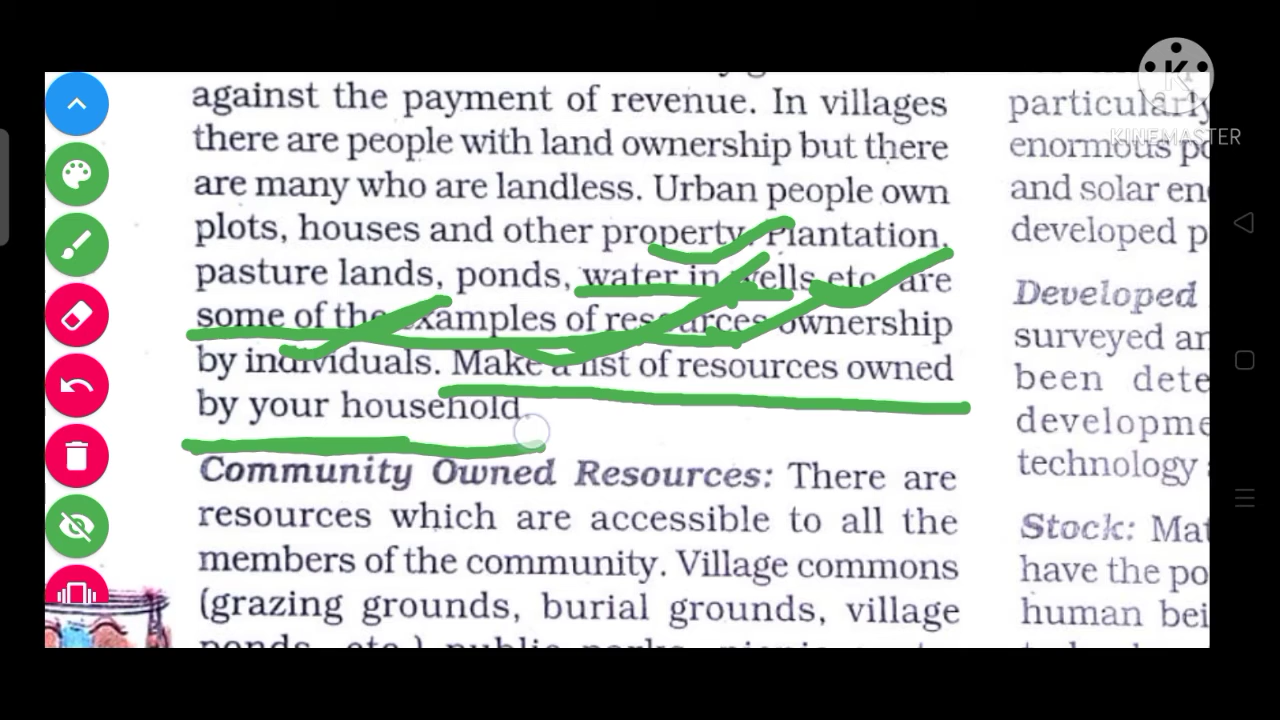 against the payment of revenue. In villages
there are people with land ownership but there
are many who are landless. Urban people own
plots, houses and other property. Plantation,
pasture lands, ponds, water in wells etc. are
some of the examples of resources ownership
by individuals. Make a list of resources owned
by your household.
Community Owned Resources: There are
resources which are accessible to all the
members of the community. Village commons
(grazing grounds, burial grounds, village
particularly
enormous
and solar
developed
Developed
surveyed
been
technology
Stock:
have the
human
KINEMASTER